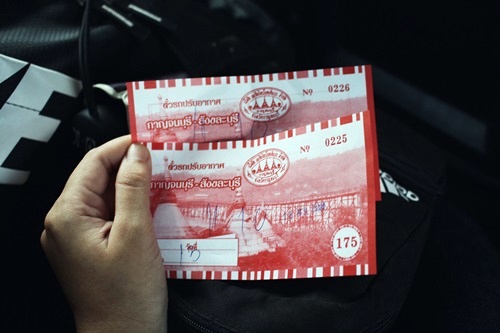 ตั๋วรถปรับอากาศ
กาญจนบุรี - สังขละบุรี
Nº 0226
ตั๋วรถปรับอากาศ
กาญจนบุรี - สังขละบุรี
Nº 0225
175